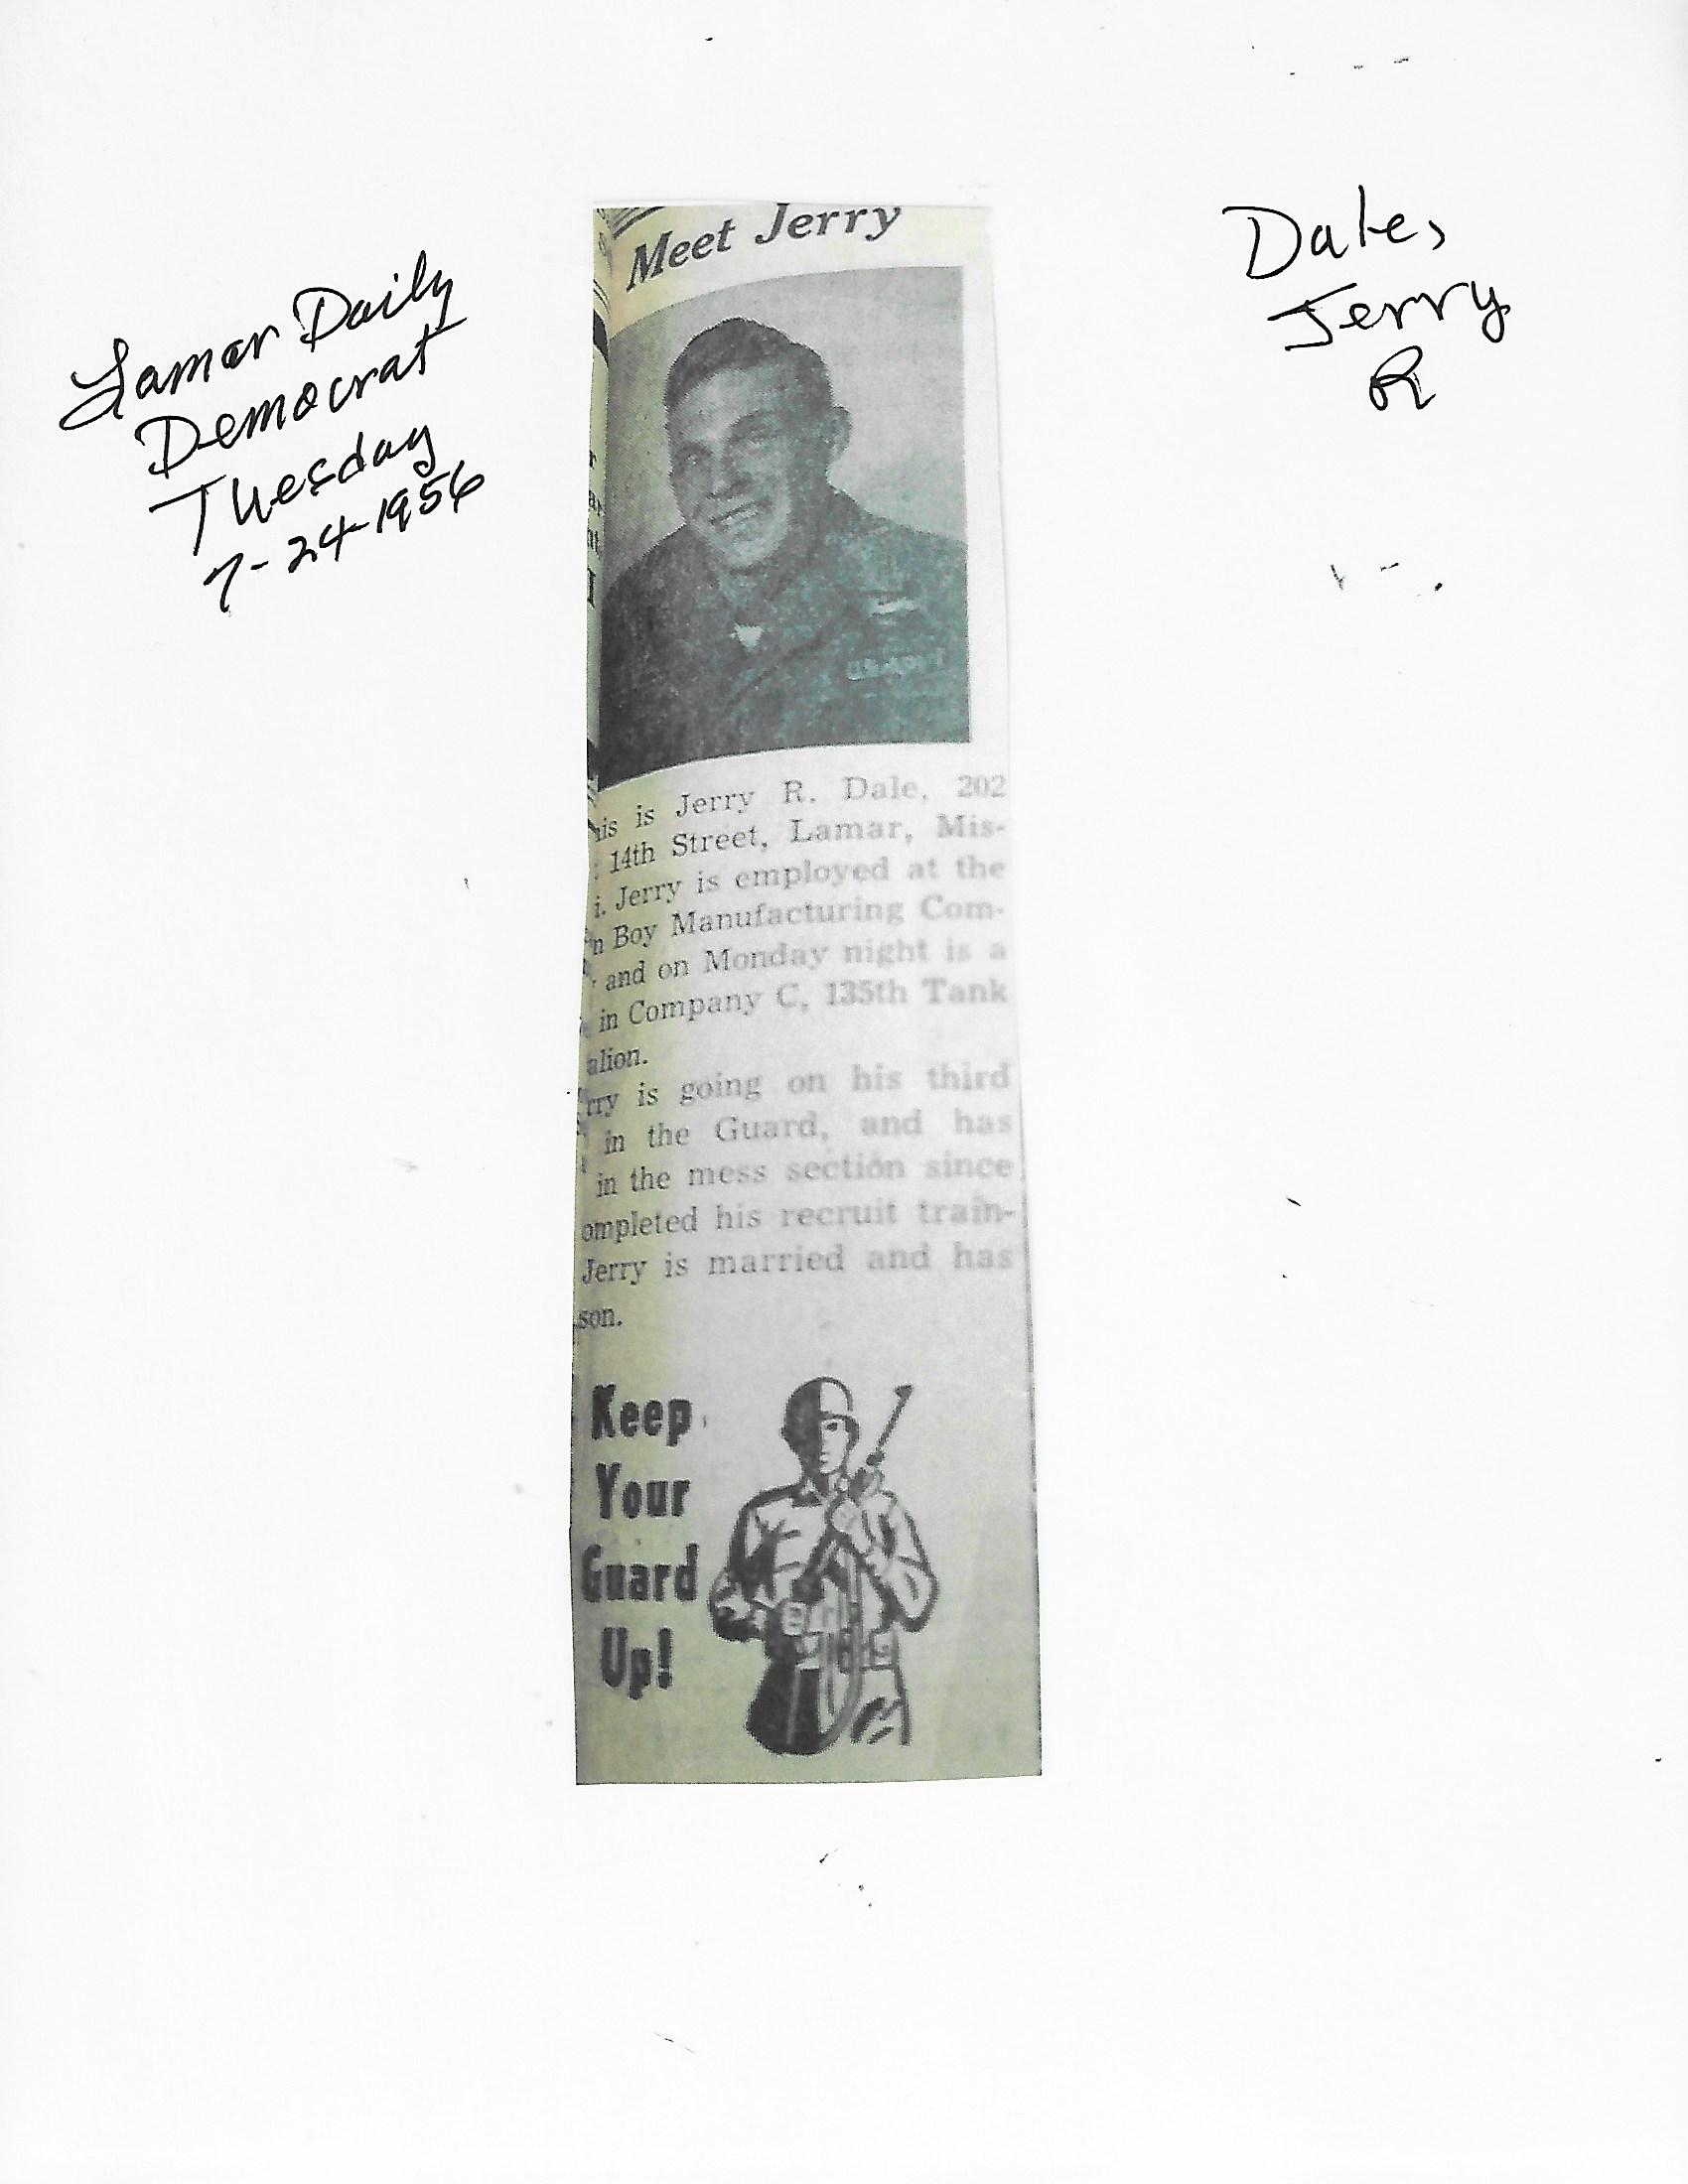 Lamar Daily
Democrat
Tuesday
7-24-1956
Dale,
Jerry
R
Meet Jerry
U.S. ARMY
his is Jerry R. Dale, 202
14th Street, Lamar, Mis-
i. Jerry is employed at the
n Boy Manufacturing Com-
and on Monday night is a
in Company C, 135th Tank
alion.
rry is going on his third
in the Guard, and has
in the mess section since
ompleted his recruit train-
Jerry is married and has
son.
Keep
Your
Guard
Up!